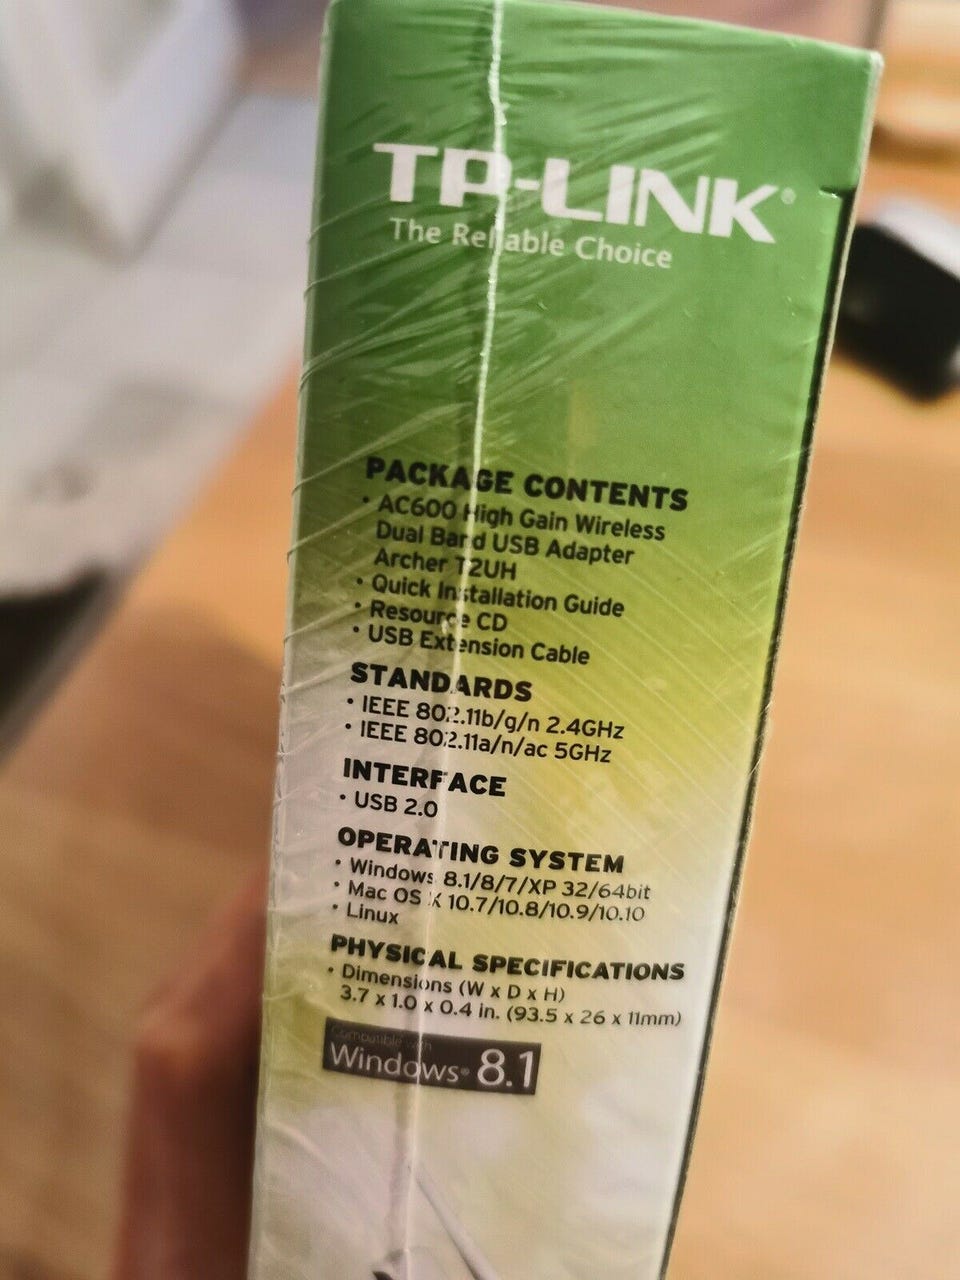 TP-LINK®
The Reliable Choice
PACKAGE CONTENTS
• AC600 High Gain Wireless
Dual Band USB Adapter
Archer T2UH
• Quick Installation Guide
• Resource CD
• USB Extension Cable
STANDARDS
• IEEE 802.11b/g/n 2.4GHz
• IEEE 802.11a/n/ac 5GHz
INTERFACE
• USB 2.0
OPERATING SYSTEM
• Windows 8.1/8/7/XP 32/64bit
• Mac OS X 10.7/10.8/10.9/10.10
• Linux
PHYSICAL SPECIFICATIONS
• Dimensions (W x D x H)
3.7 x 1.0 x 0.4 in. (93.5 x 26 x 11mm)
Compatible with
Windows® 8.1